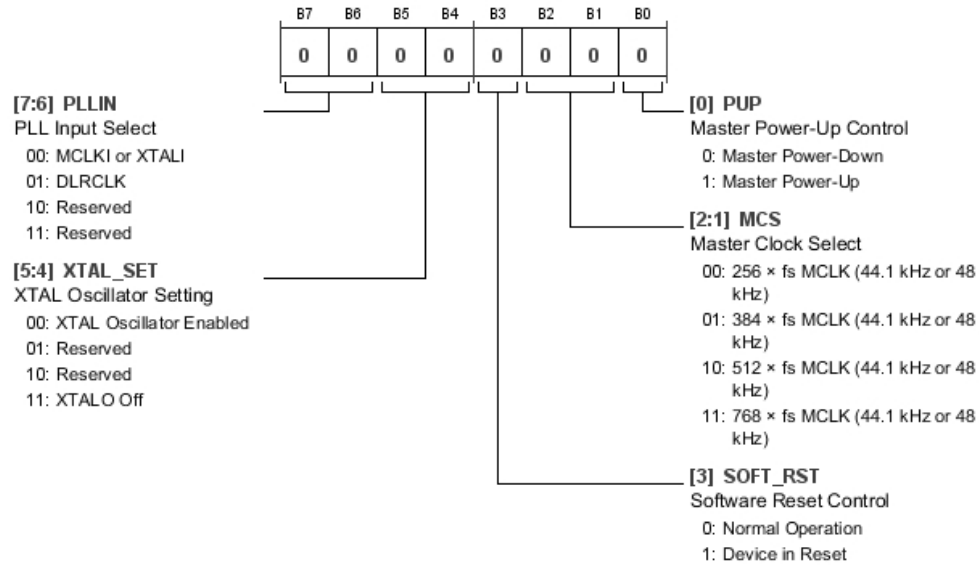 B7 B6 B5 B4 B3 B2 B1 B0
0 0 0 0 0 0 0 0
[7:6] PLLIN
PLL Input Select
00: MCLKI or XTALI
01: DLRCLK
10: Reserved
11: Reserved
[5:4] XTAL_SET
XTAL Oscillator Setting
00: XTAL Oscillator Enabled
01: Reserved
10: Reserved
11: XTALO Off
[0] PUP
Master Power-Up Control
0: Master Power-Down
1: Master Power-Up
[2:1] MCS
Master Clock Select
00: 256 × fs MCLK (44.1 kHz or 48
kHz)
01: 384 × fs MCLK (44.1 kHz or 48
kHz)
10: 512 × fs MCLK (44.1 kHz or 48
kHz)
11: 768 × fs MCLK (44.1 kHz or 48
kHz)
[3] SOFT_RST
Software Reset Control
0: Normal Operation
1: Device in Reset